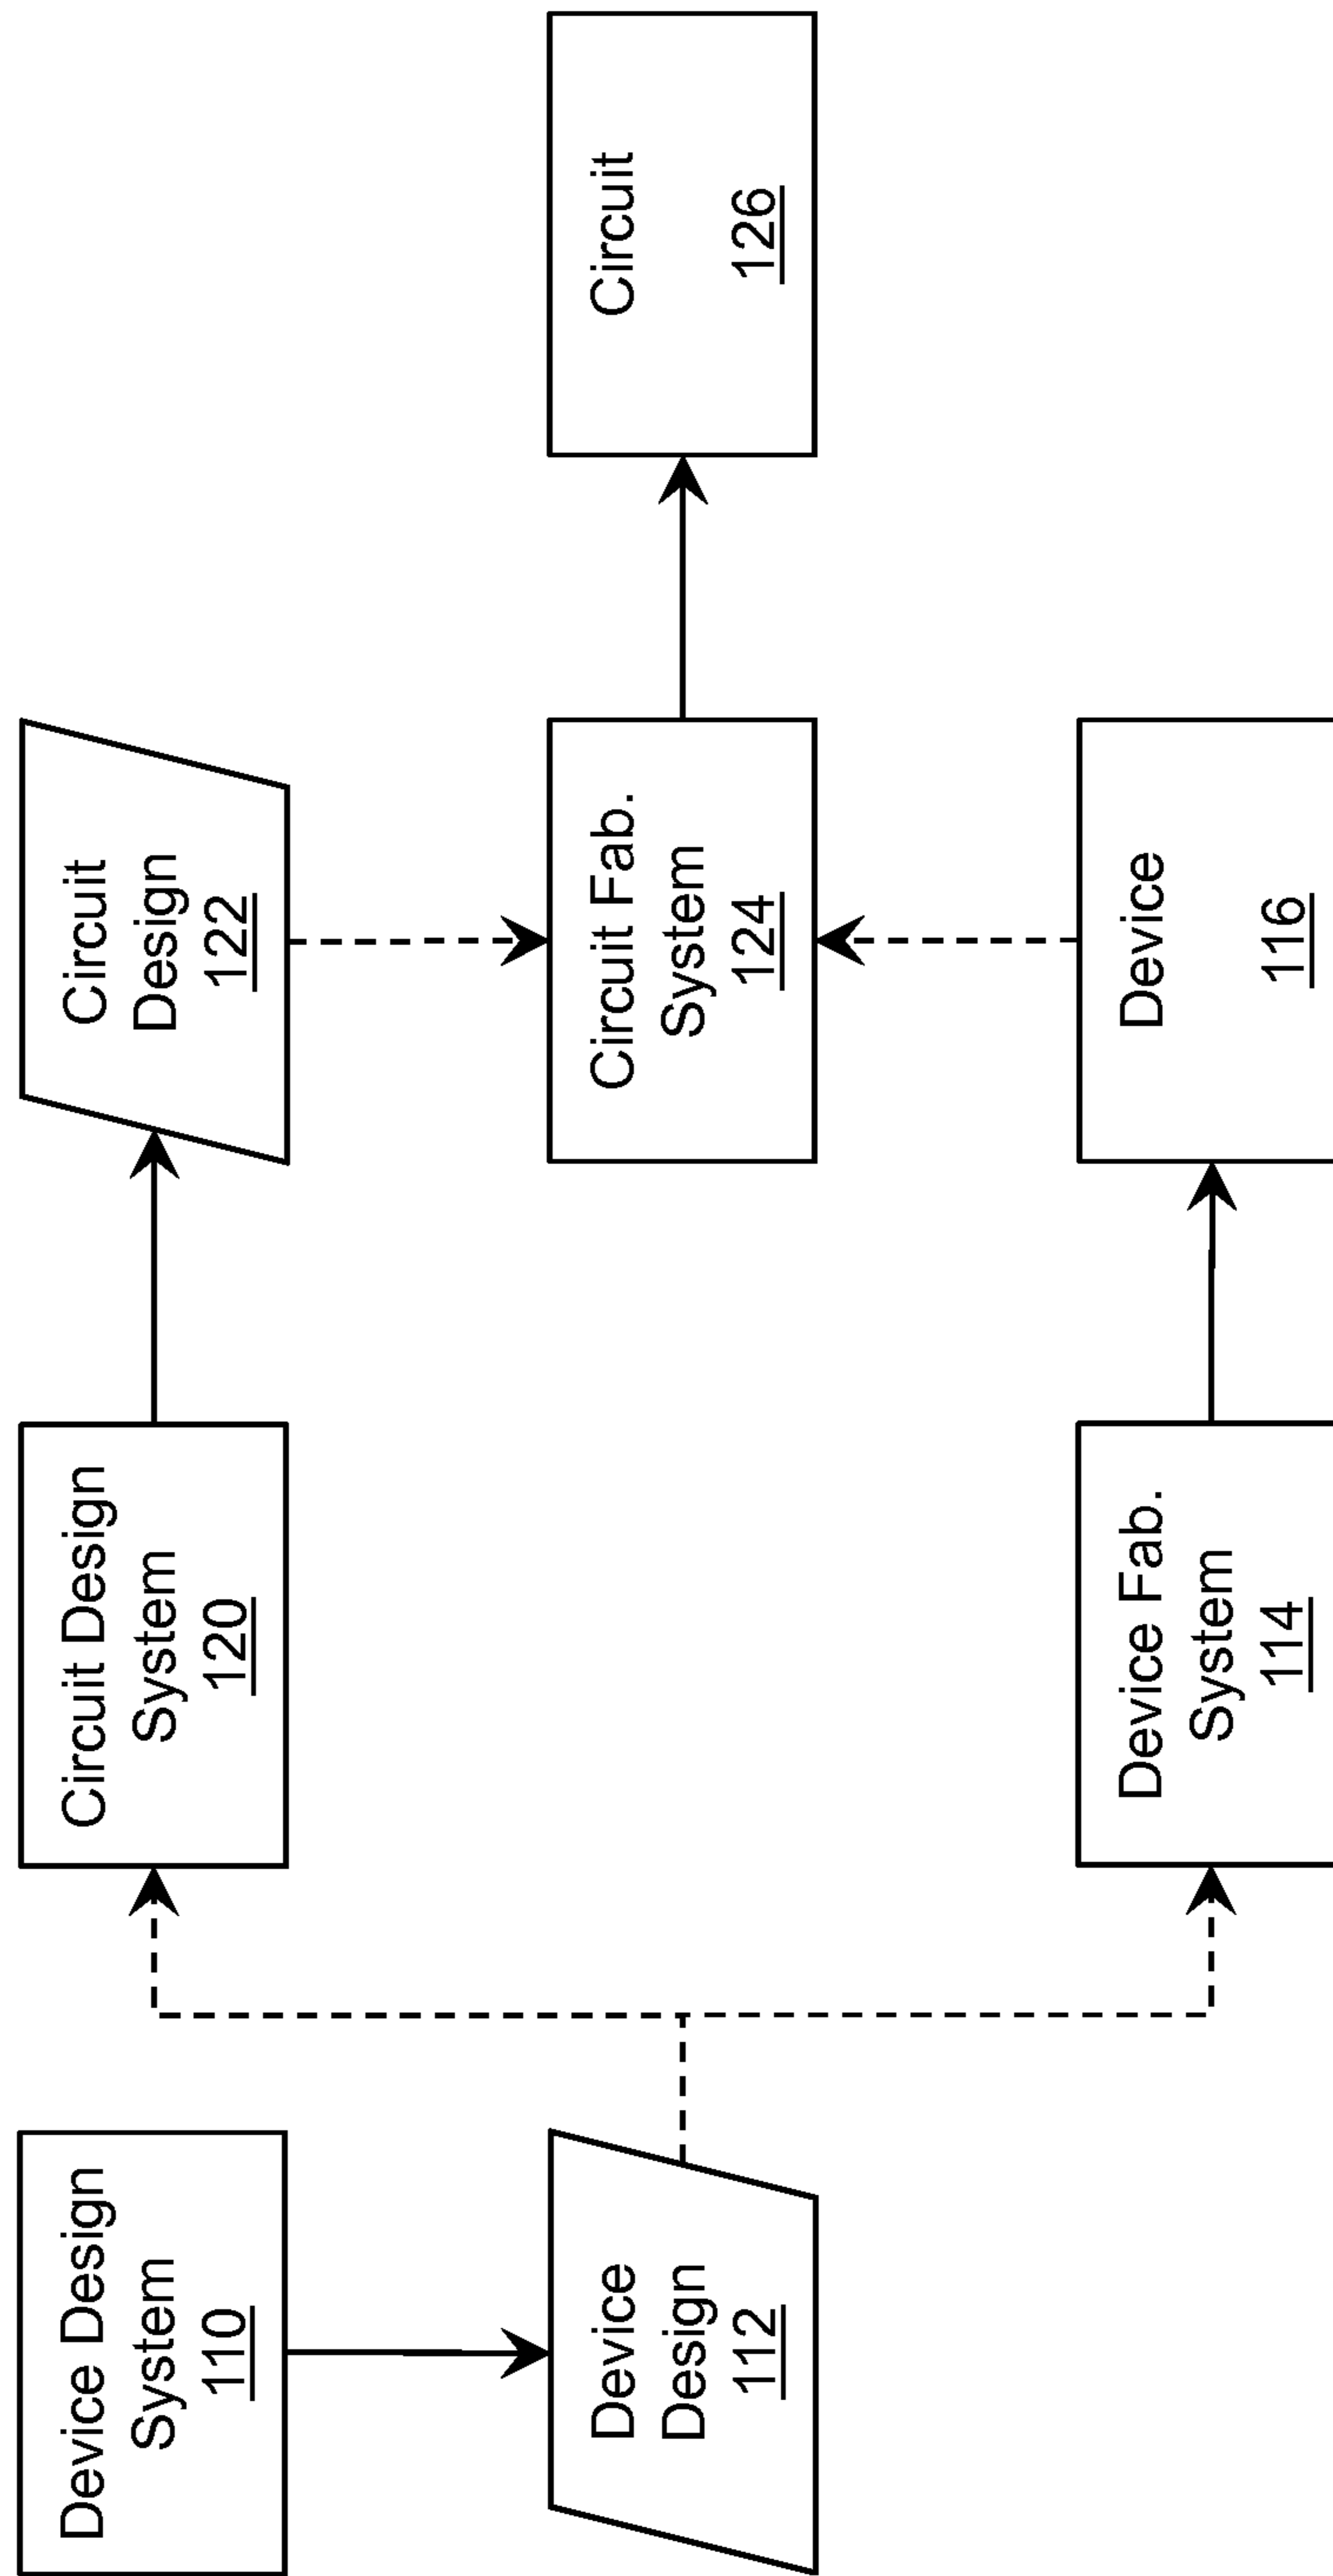 Device Design
System
110
Device
Design
112
Circuit Design
System
120
Device Fab.
System
114
Circuit
Design
122
Circuit Fab.
System
124
Device
116
Circuit
126